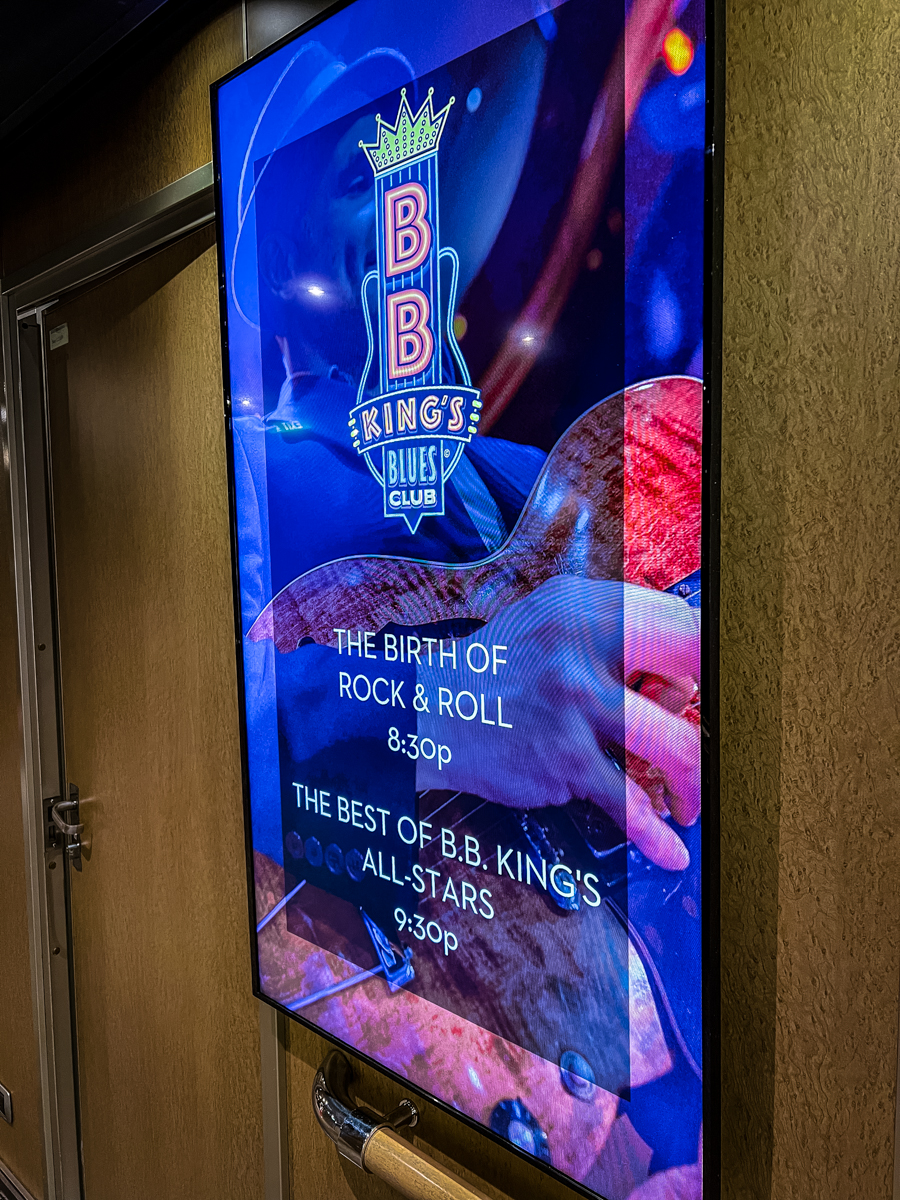 B
B
KING'S
BLUES ©
CLUB
THE BIRTH OF
ROCK & ROLL
8:30p
THE BEST OF B.B. KING'S
ALL-STARS
9:30p